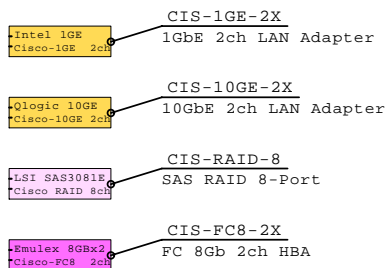 CIS-1GE-2X
Intel 1GE
Cisco-1GE 2ch
1GbE 2ch LAN Adapter
CIS-10GE-2X
Qlogic 10GE
Cisco-10GE 2ch
10GbE 2ch LAN Adapter
CIS-RAID-8
LSI SAS3081E
Cisco RAID 8ch
SAS RAID 8-Port
CIS-FC8-2X
Emulex 8GBx2
Cisco-FC8 2ch
FC 8Gb 2ch HBA